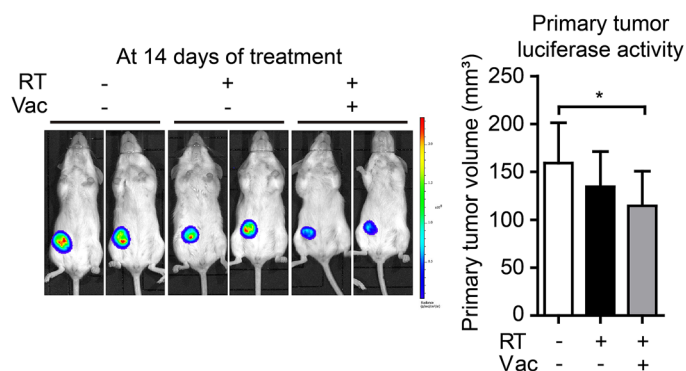 At 14 days of treatment
RT - + +
Vac - - +
Primary tumor
luciferase activity
Primary tumor volume (mm³)
250
200
150
100
50
0
*
RT - + +
Vac - - +